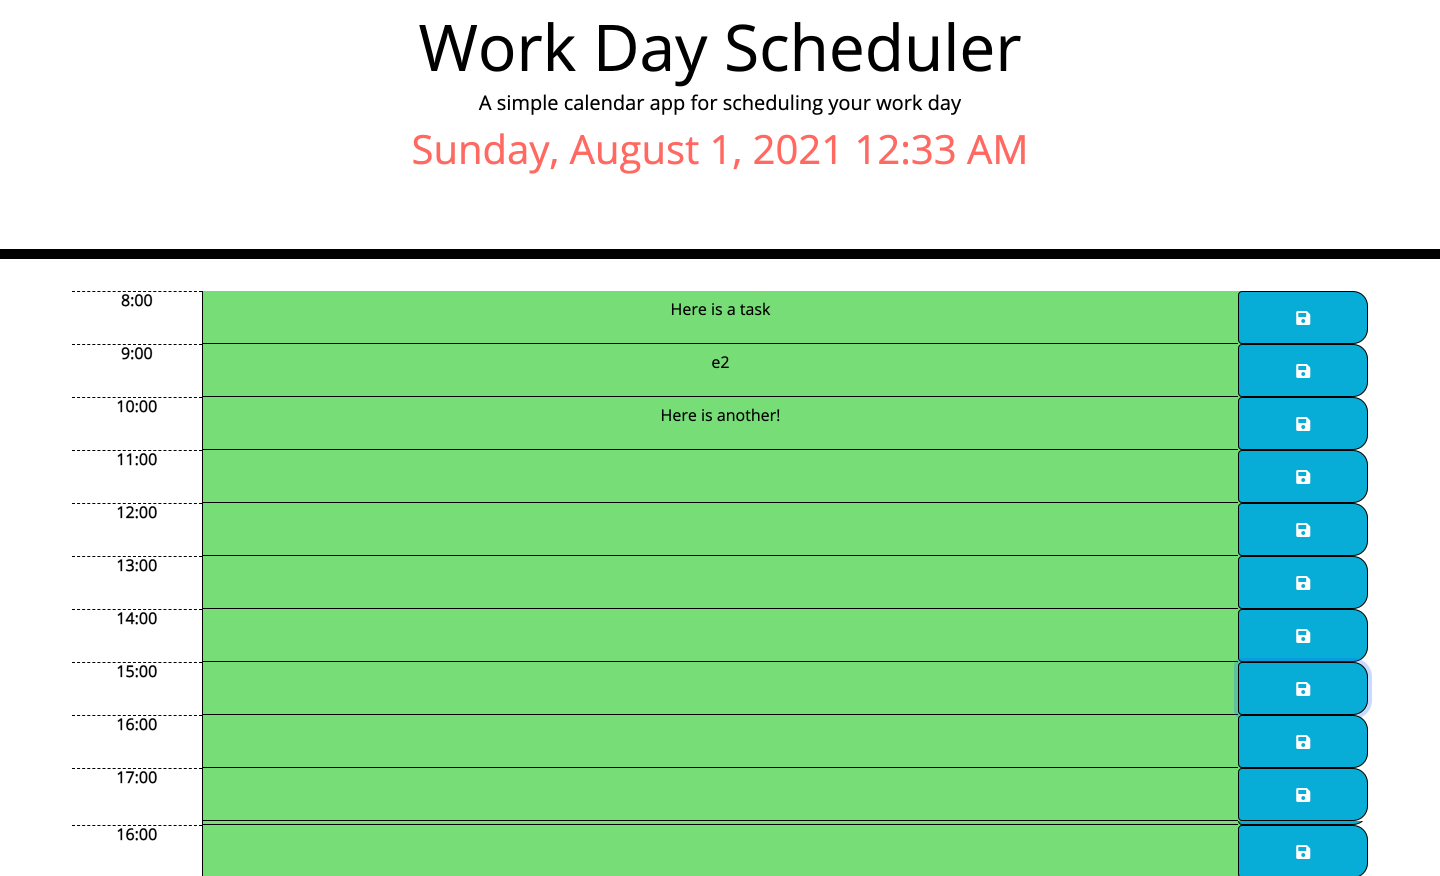 Work Day Scheduler
A simple calendar app for scheduling your work day
Sunday, August 1, 2021 12:33 AM
8:00 Here is a task
9:00 e2
10:00 Here is another!
11:00
12:00
13:00
14:00
15:00
16:00
17:00
16:00